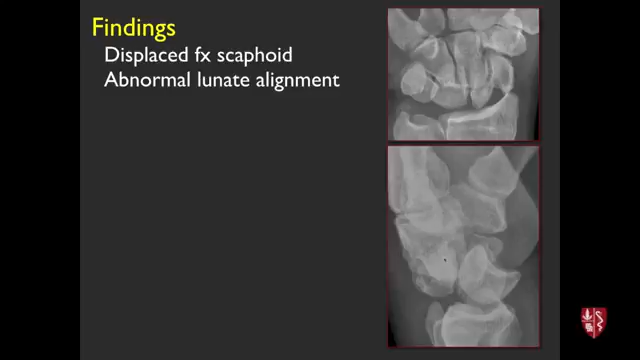 Findings
Displaced fx scaphoid
Abnormal lunate alignment